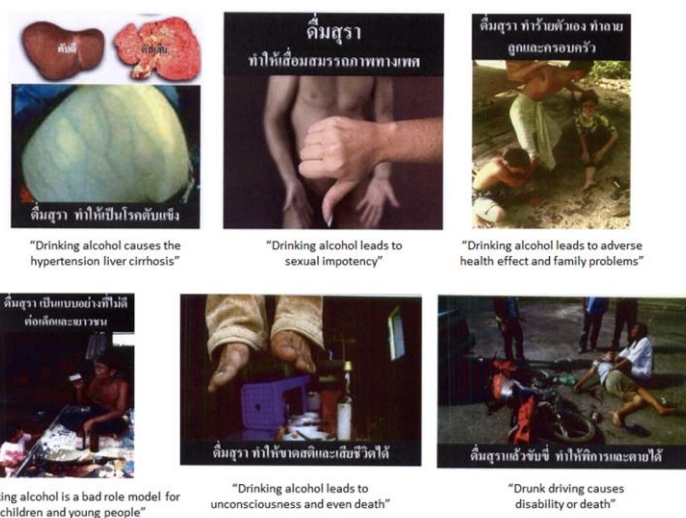 ตับดี
ตับแข็ง
ดื่มสุรา ทำให้เป็นโรคตับแข็ง
"Drinking alcohol causes the
hypertension liver cirrhosis"
ดื่มสุรา
ทำให้เสื่อมสมรรถภาพทางเพศ
"Drinking alcohol leads to
sexual impotency"
ดื่มสุรา ทำร้ายตัวเอง ทำลาย
ลูกและครอบครัว
"Drinking alcohol leads to adverse
health effect and family problems"
ดื่มสุรา เป็นแบบอย่างที่ไม่ดี
ต่อเด็กและเยาวชน
king alcohol is a bad role model for
children and young people"
ดื่มสุรา ทำให้ขาดสติและเสียชีวิตได้
"Drinking alcohol leads to
unconsciousness and even death"
ดื่มสุราแล้วขับขี่ ทำให้พิการและตายได้
"Drunk driving causes
disability or death"